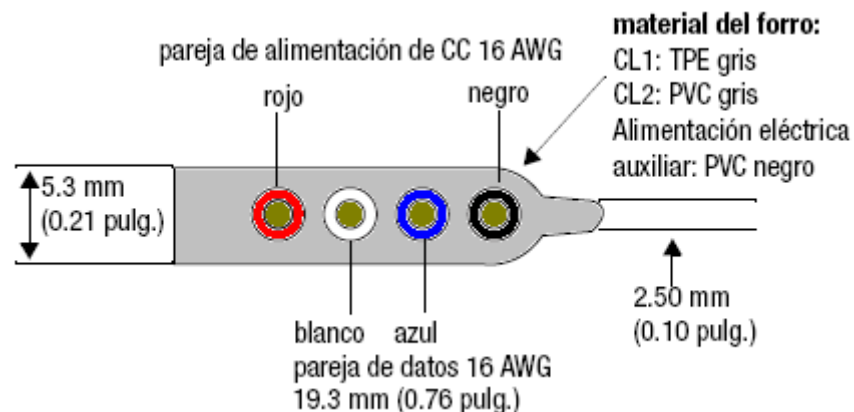 material del forro:
pareja de alimentación de CC 16 AWG
CL1: TPE gris
CL2: PVC gris
Alimentación eléctrica
auxiliar: PVC negro
rojo
negro
5.3 mm
(0.21 pulg.)
2.50 mm
(0.10 pulg.)
blanco azul
pareja de datos 16 AWG
19.3 mm (0.76 pulg.)